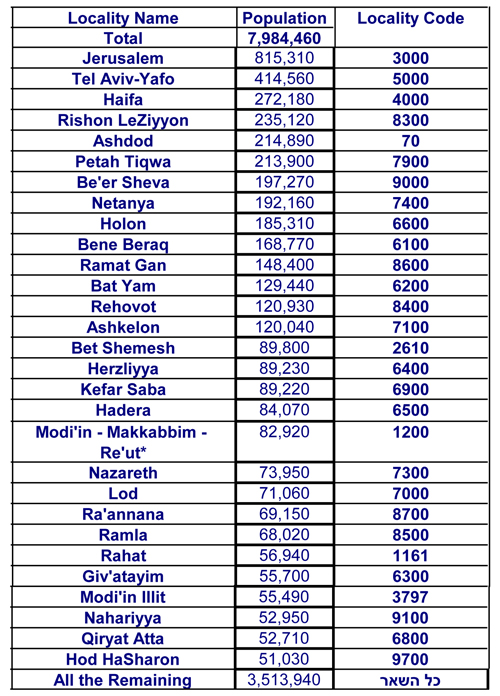 Locality Name Population Locality Code
Total 7,984,460
Jerusalem 815,310 3000
Tel Aviv-Yafo 414,560 5000
Haifa 272,180 4000
Rishon LeZiyyon 235,120 8300
Ashdod 214,890 70
Petah Tiqwa 213,900 7900
Be'er Sheva 197,270 9000
Netanya 192,160 7400
Holon 185,310 6600
Bene Beraq 168,770 6100
Ramat Gan 148,400 8600
Bat Yam 129,440 6200
Rehovot 120,930 8400
Ashkelon 120,040 7100
Bet Shemesh 89,800 2610
Herzliyya 89,230 6400
Kefar Saba 89,220 6900
Hadera 84,070 6500
Modi'in - Makkabbim - 82,920 1200
Re'ut*
Nazareth 73,950 7300
Lod 71,060 7000
Ra'annana 69,150 8700
Ramla 68,020 8500
Rahat 56,940 1161
Giv'atayim 55,700 6300
Modi'in Illit 55,490 3797
Nahariyya 52,950 9100
Qiryat Atta 52,710 6800
Hod HaSharon 51,030 9700
All the Remaining 3,513,940 כל השאר